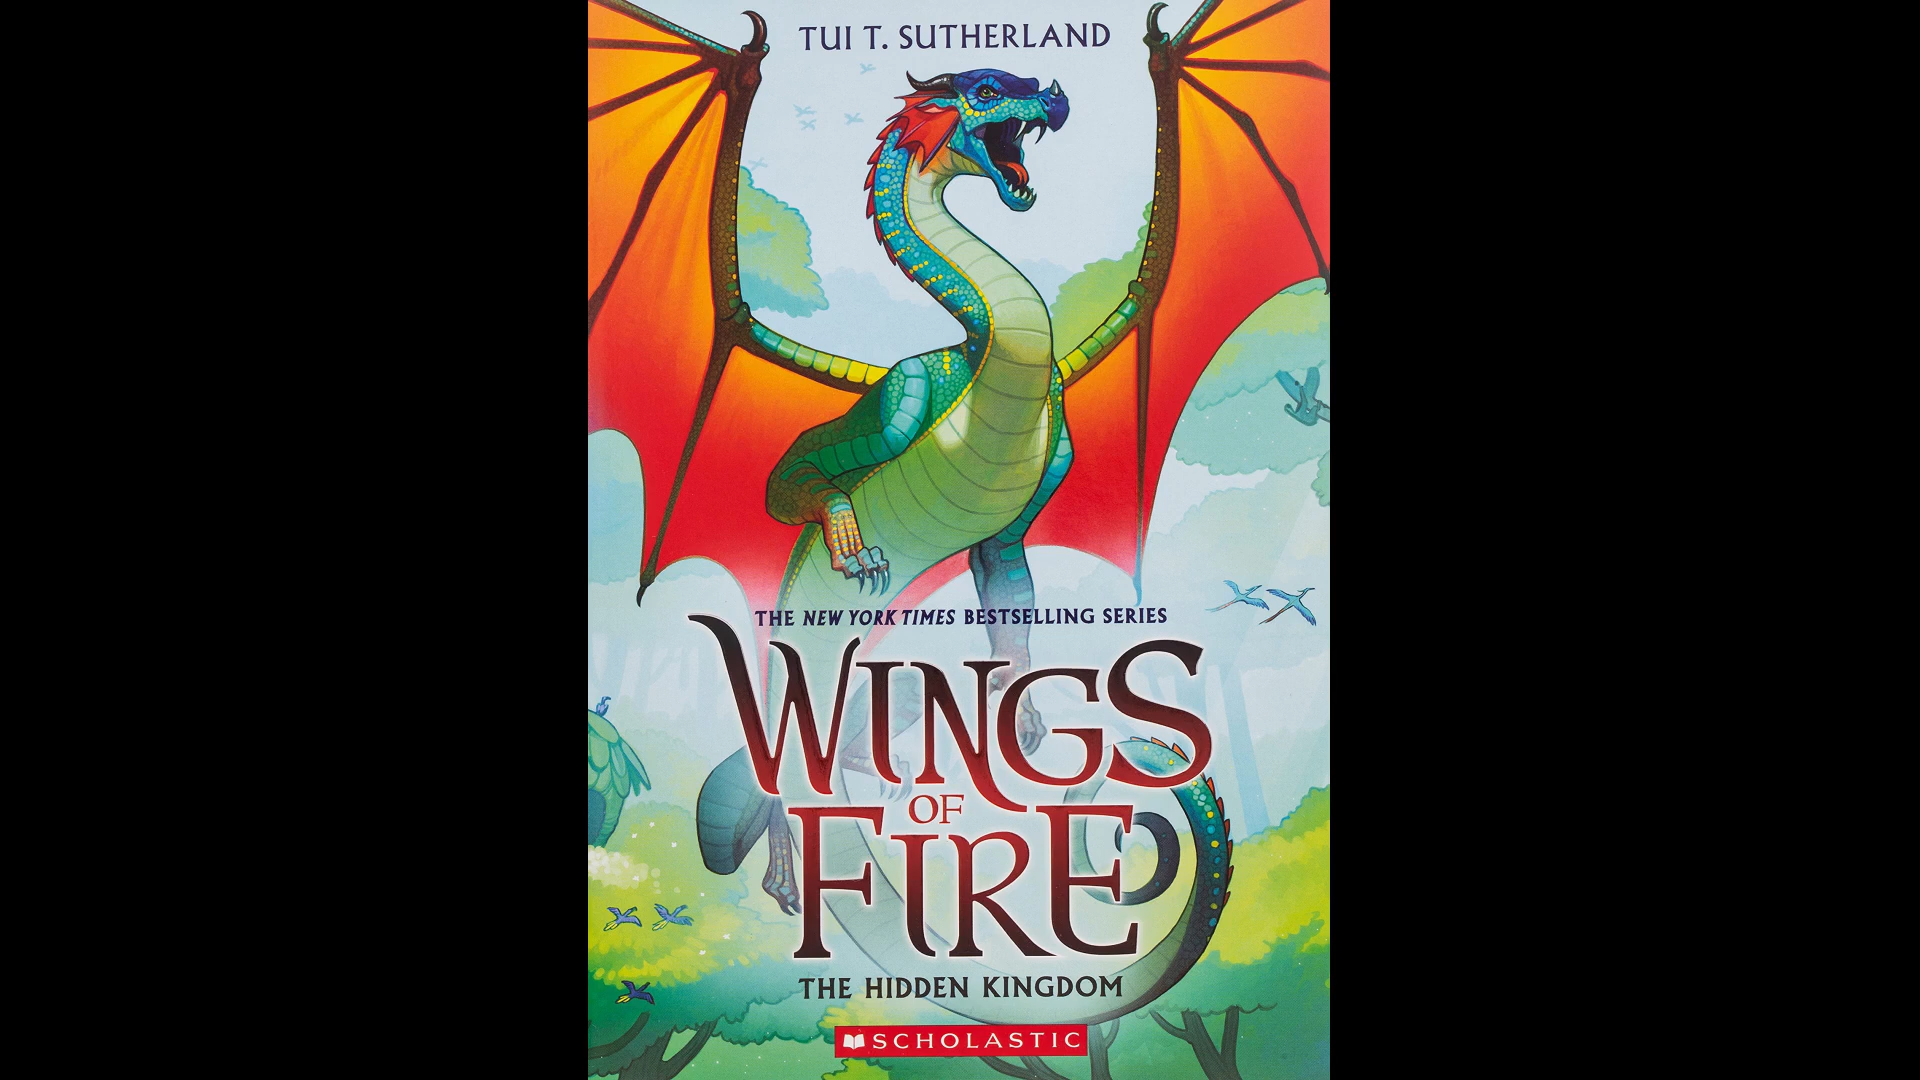 TUI T. SUTHERLAND
THE NEW YORK TIMES BESTSELLING SERIES
WINGS
OF
FIRE
THE HIDDEN KINGDOM
SCHOLASTIC